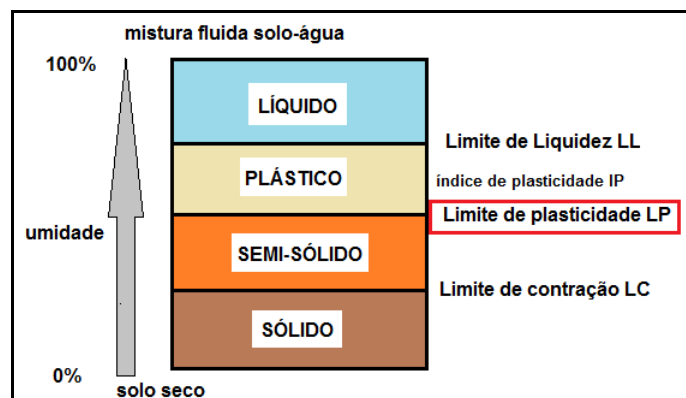 mistura fluida solo-água
100%
LÍQUIDO
Limite de Liquidez LL
PLÁSTICO
índice de plasticidade IP
Limite de plasticidade LP
umidade
SEMI-SÓLIDO
Limite de contração LC
SÓLIDO
0%
solo seco